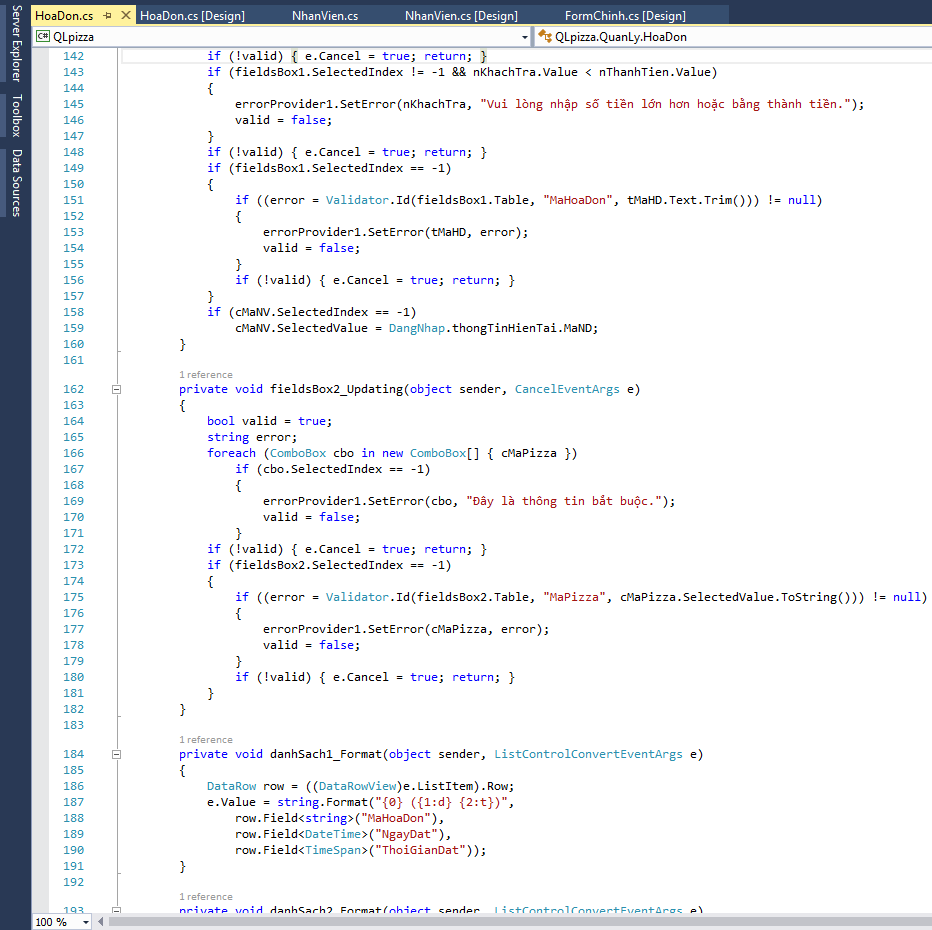 Server Explorer
Toolbox
Data Sources
HoaDon.cs
HoaDon.cs [Design]
NhanVien.cs
NhanVien.cs [Design]
FormChinh.cs [Design]
C# QLpizza
QLpizza.QuanLy.HoaDon
142 if (!valid) { e.Cancel = true; return; }
143 if (fieldsBox1.SelectedIndex != -1 && nKhachTra.Value < nThanhTien.Value)
144 {
145 errorProvider1.SetError(nKhachTra, "Vui lòng nhập số tiền lớn hơn hoặc bằng thành tiền.");
146 valid = false;
147 }
148 if (!valid) { e.Cancel = true; return; }
149 if (fieldsBox1.SelectedIndex == -1)
150 {
151 if ((error = Validator.Id(fieldsBox1.Table, "MaHoaDon", tMaHD.Text.Trim())) != null)
152 {
153 errorProvider1.SetError(tMaHD, error);
154 valid = false;
155 }
156 if (!valid) { e.Cancel = true; return; }
157 }
158 if (cMaNV.SelectedIndex == -1)
159 cMaNV.SelectedValue = DangNhap.thongTinHienTai.MaND;
160 }
161
1 reference
162 private void fieldsBox2_Updating(object sender, CancelEventArgs e)
163 {
164 bool valid = true;
165 string error;
166 foreach (ComboBox cbo in new ComboBox[] { cMaPizza })
167 if (cbo.SelectedIndex == -1)
168 {
169 errorProvider1.SetError(cbo, "Đây là thông tin bắt buộc.");
170 valid = false;
171 }
172 if (!valid) { e.Cancel = true; return; }
173 if (fieldsBox2.SelectedIndex == -1)
174 {
175 if ((error = Validator.Id(fieldsBox2.Table, "MaPizza", cMaPizza.SelectedValue.ToString())) != null)
176 {
177 errorProvider1.SetError(cMaPizza, error);
178 valid = false;
179 }
180 if (!valid) { e.Cancel = true; return; }
181 }
182 }
183
1 reference
184 private void danhSach1_Format(object sender, ListControlConvertEventArgs e)
185 {
186 DataRow row = ((DataRowView)e.ListItem).Row;
187 e.Value = string.Format("{0} ({1:d} {2:t})",
188 row.Field<string>("MaHoaDon"),
189 row.Field<DateTime>("NgayDat"),
190 row.Field<TimeSpan>("ThoiGianDat"));
191 }
192
1 reference
193 private void danhSach2_Format(object sender, ListControlConvertEventArgs e)
100 %